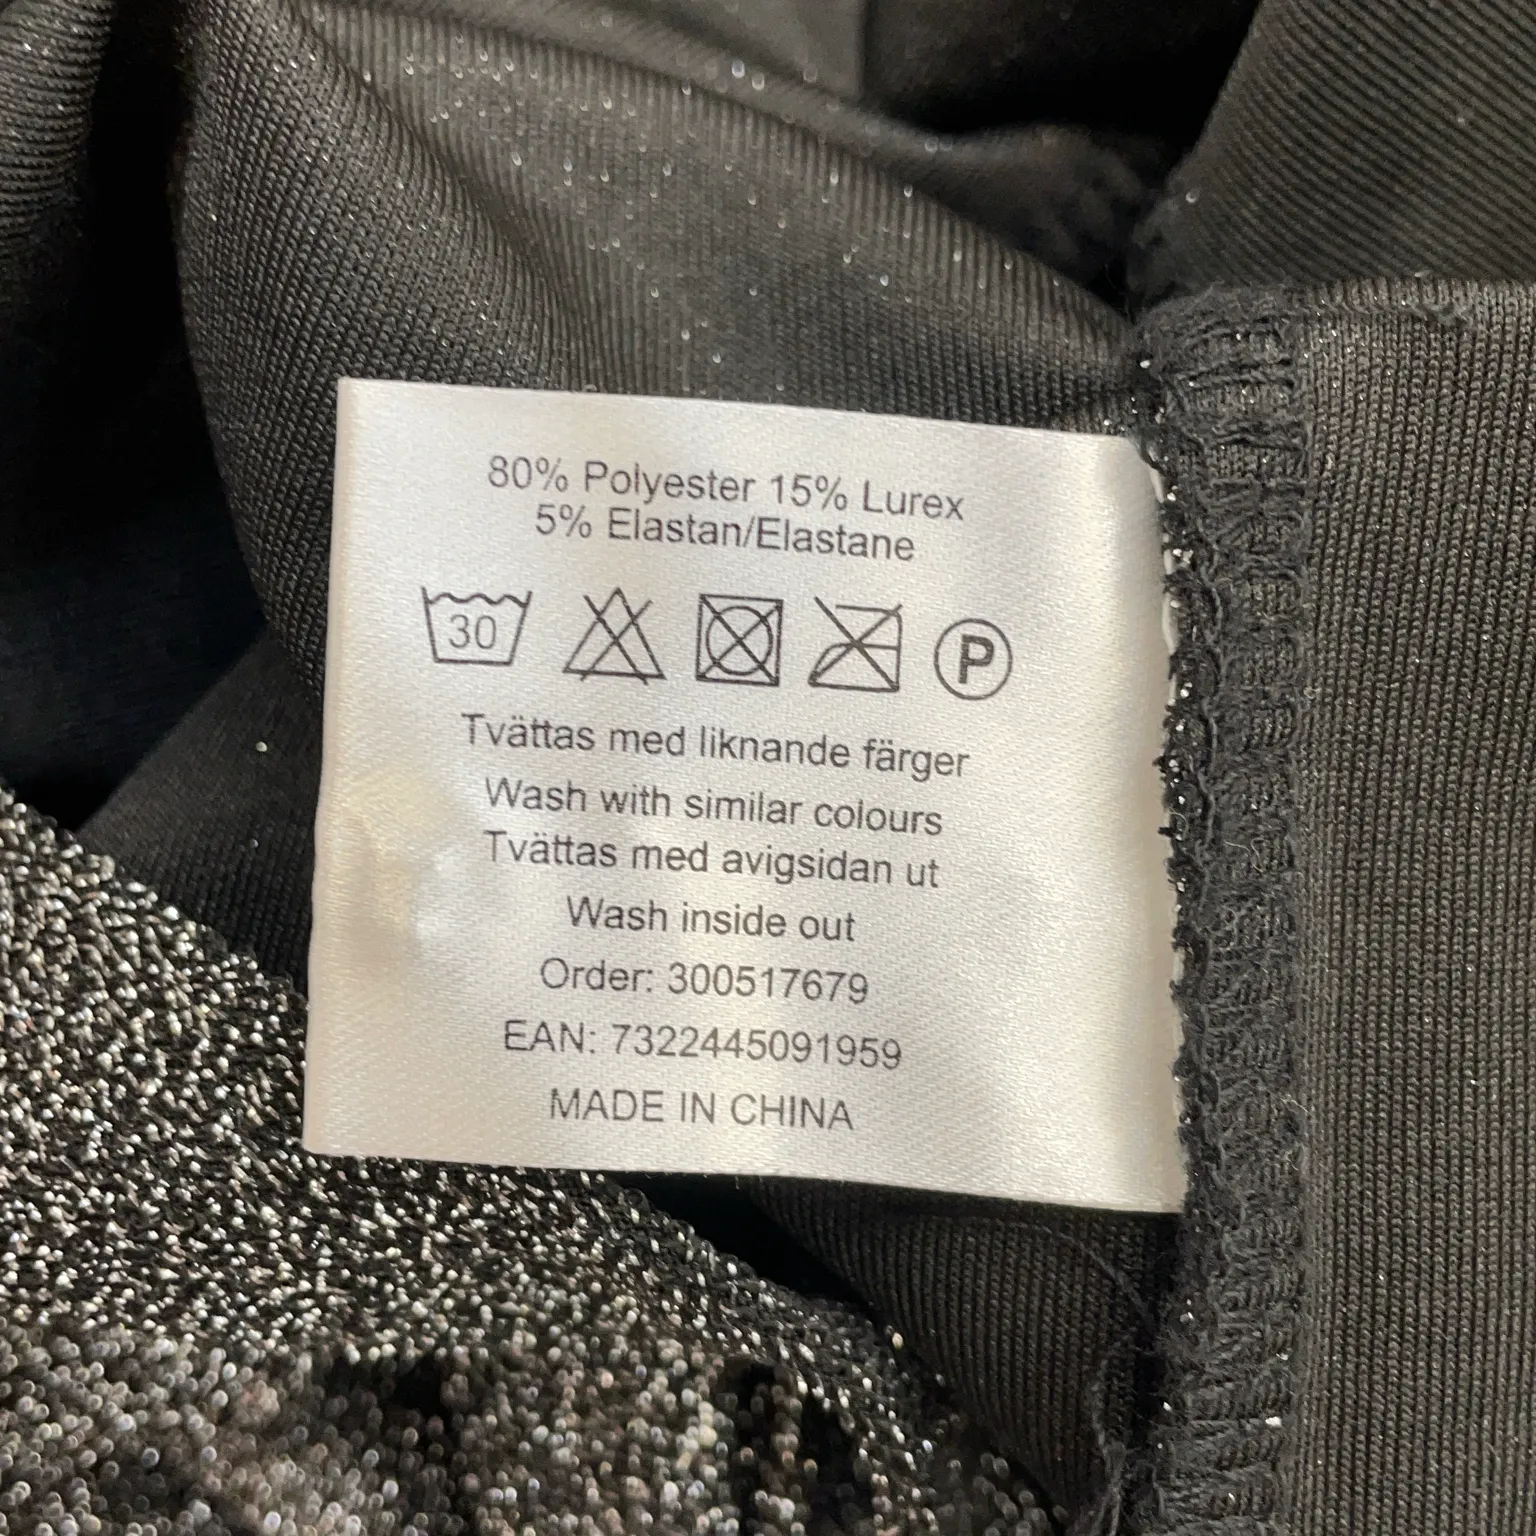 80% Polyester 15% Lurex
5% Elastan/Elastane
30 P
Tvättas med liknande färger
Wash with similar colours
Tvättas med avigsidan ut
Wash inside out
Order: 300517679
EAN: 7322445091959
MADE IN CHINA